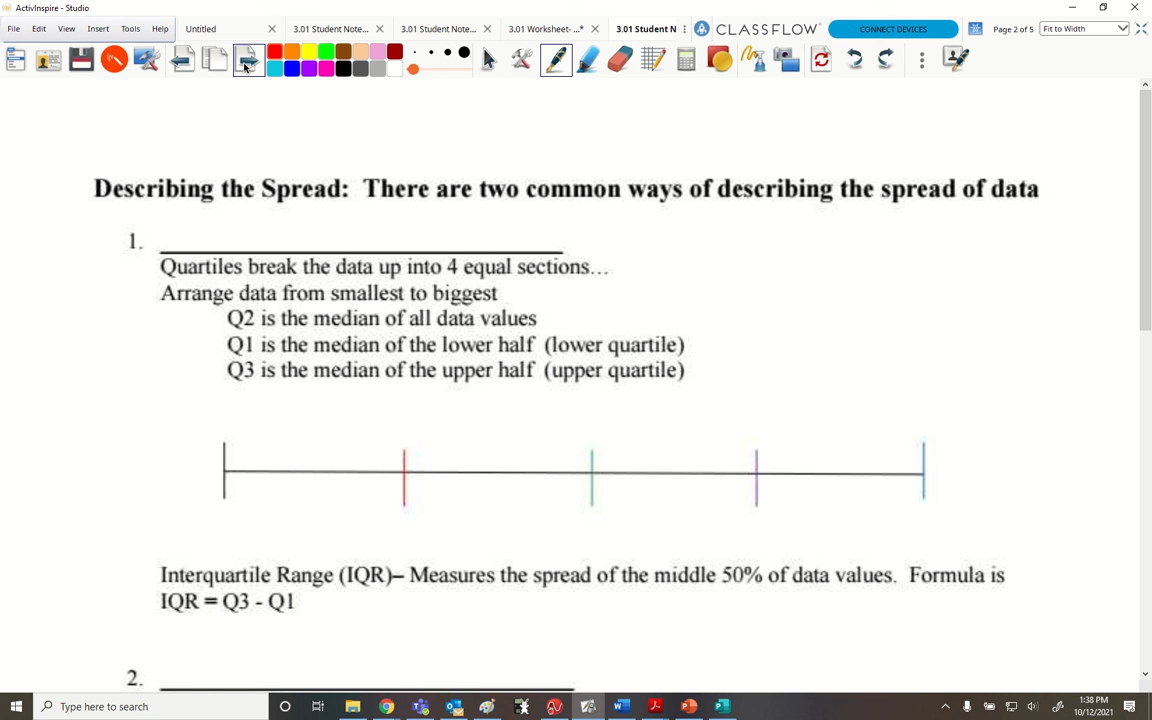 ActivInspire - Studio
File Edit View Insert Tools Help
Untitled
3.01 Student Note...
3.01 Student Note...
3.01 Worksheet- ...*
3.01 Student N
CLASSFLOW
CONNECT DEVICES
Page 2 of 5
Fit to Width
Describing the Spread: There are two common ways of describing the spread of data
1.
Quartiles break the data up into 4 equal sections…
Arrange data from smallest to biggest
Q2 is the median of all data values
Q1 is the median of the lower half (lower quartile)
Q3 is the median of the upper half (upper quartile)
Interquartile Range (IQR)– Measures the spread of the middle 50% of data values. Formula is
IQR = Q3 - Q1
2.
Type here to search
1:38 PM
10/12/2021